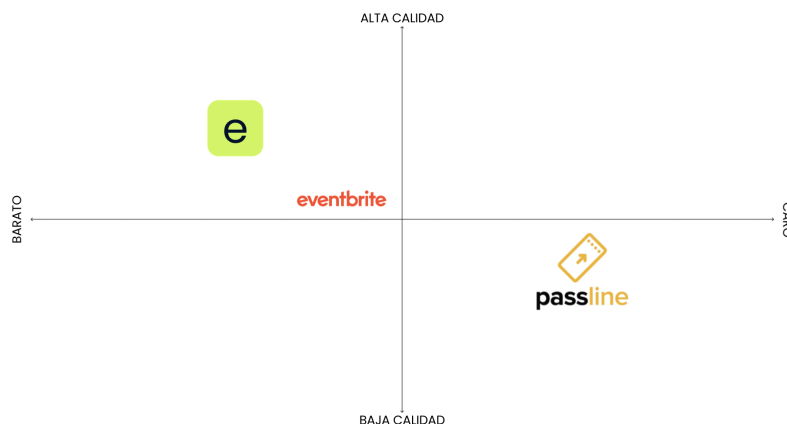 ALTA CALIDAD
e
eventbrite
BARATO
passline
BAJA CALIDAD